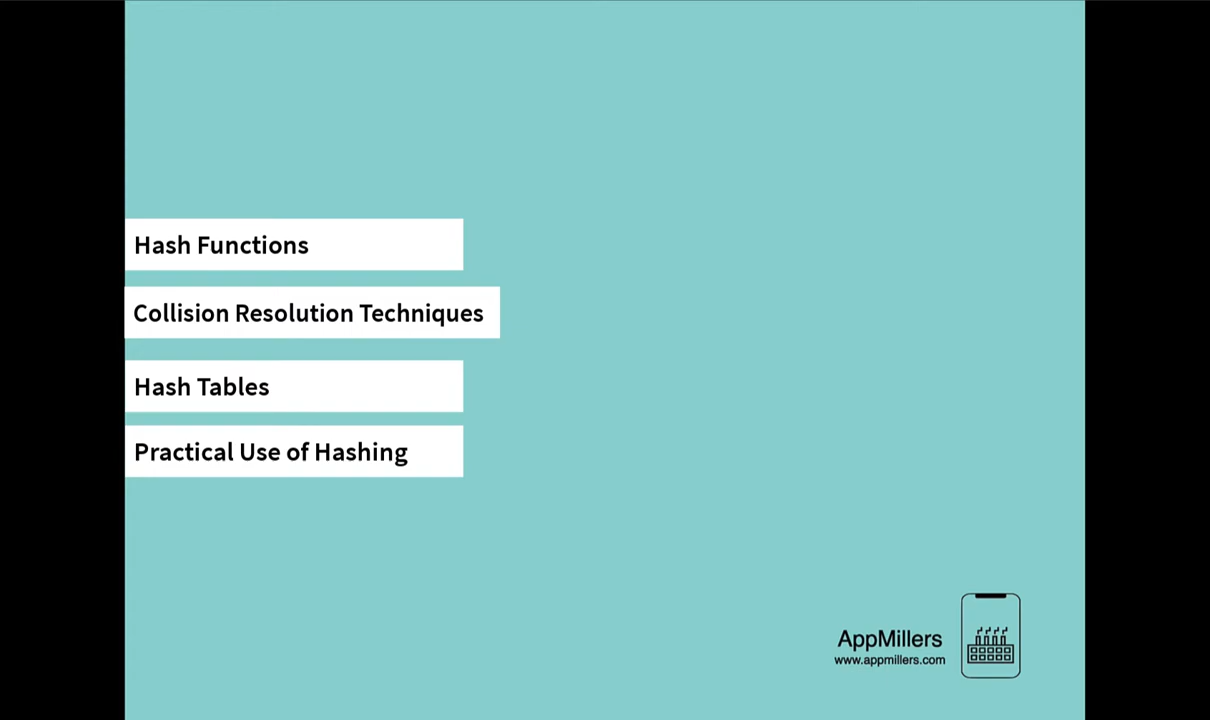 Hash Functions
Collision Resolution Techniques
Hash Tables
Practical Use of Hashing
AppMillers
www.appmillers.com